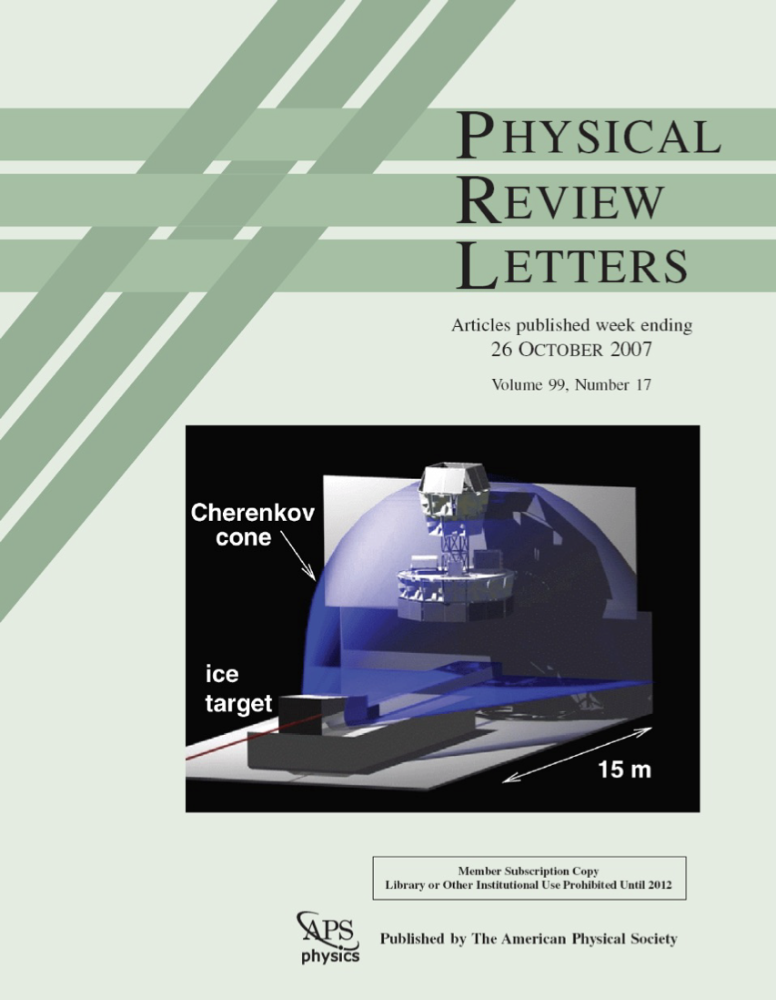 PHYSICAL
REVIEW
LETTERS
Articles published week ending
26 OCTOBER 2007
Volume 99, Number 17
Cherenkov
cone
ice
target
15 m
Member Subscription Copy
Library or Other Institutional Use Prohibited Until 2012
APS
physics
Published by The American Physical Society